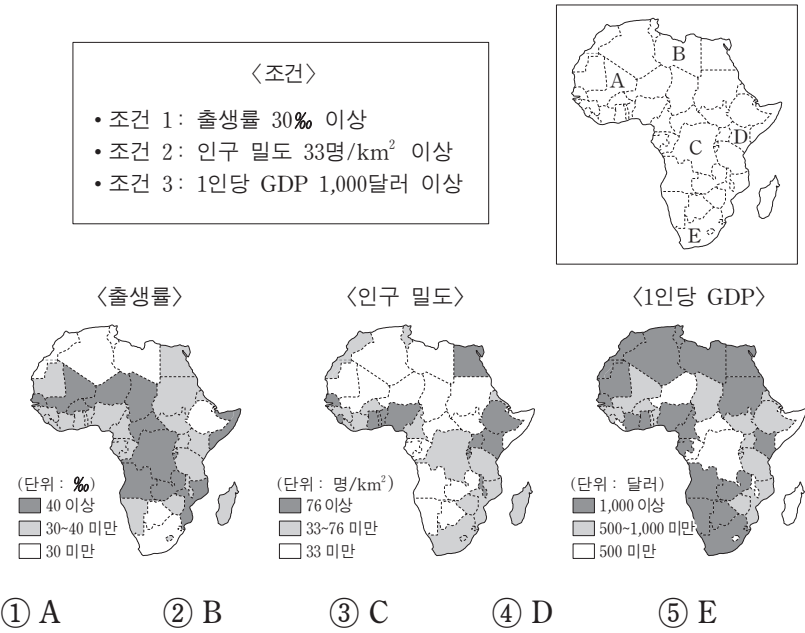 〈조건〉
• 조건 1: 출생률 30‰ 이상
• 조건 2: 인구 밀도 33명/km² 이상
• 조건 3: 1인당 GDP 1,000달러 이상
A
B
C
D
E
〈출생률〉
(단위: ‰)
40 이상
30~40 미만
30 미만
〈인구 밀도〉
(단위: 명/km²)
76 이상
33~76 미만
33 미만
〈1인당 GDP〉
(단위: 달러)
1,000 이상
500~1,000 미만
500 미만
① A ② B ③ C ④ D ⑤ E